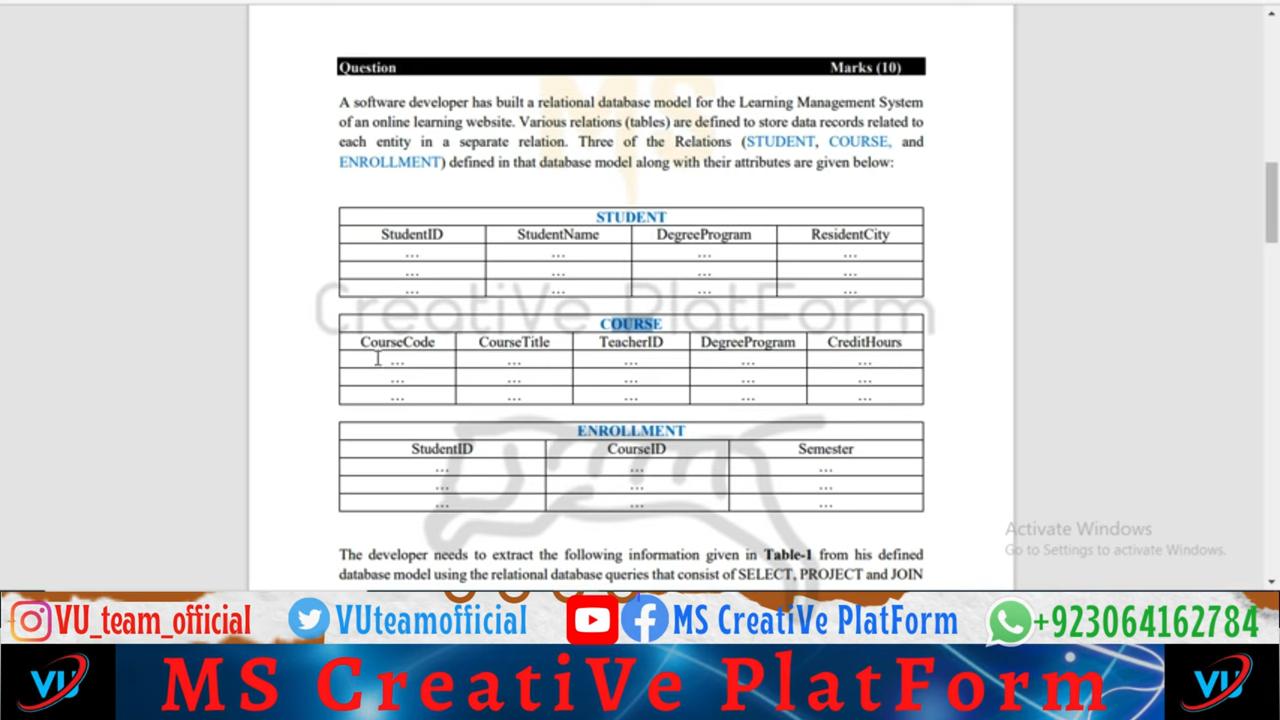 Question Marks (10)
A software developer has built a relational database model for the Learning Management System
of an online learning website. Various relations (tables) are defined to store data records related to
each entity in a separate relation. Three of the Relations (STUDENT, COURSE, and
ENROLLMENT) defined in that database model along with their attributes are given below:
MS
STUDENT
StudentID StudentName DegreeProgram ResidentCity
... ... ... ...
... ... ... ...
... ... ... ...
CreatiVe PlatForm
COURSE
CourseCode CourseTitle TeacherID DegreeProgram CreditHours
... ... ... ... ...
... ... ... ... ...
... ... ... ... ...
ENROLLMENT
StudentID CourseID Semester
... ... ...
... ... ...
... ... ...
Activate Windows
Go to Settings to activate Windows.
The developer needs to extract the following information given in Table-1 from his defined
database model using the relational database queries that consist of SELECT, PROJECT and JOIN
VU_team_official VUteamofficial MS CreatiVe PlatForm +923064162784
VU MS CreatiVe PlatForm VU